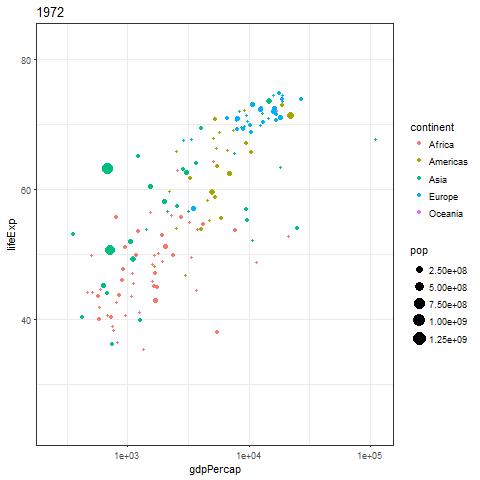 1972
80
60
40
lifeExp
1e+03
1e+04
1e+05
gdpPercap
continent
Africa
Americas
Asia
Europe
Oceania
pop
2.50e+08
5.00e+08
7.50e+08
1.00e+09
1.25e+09